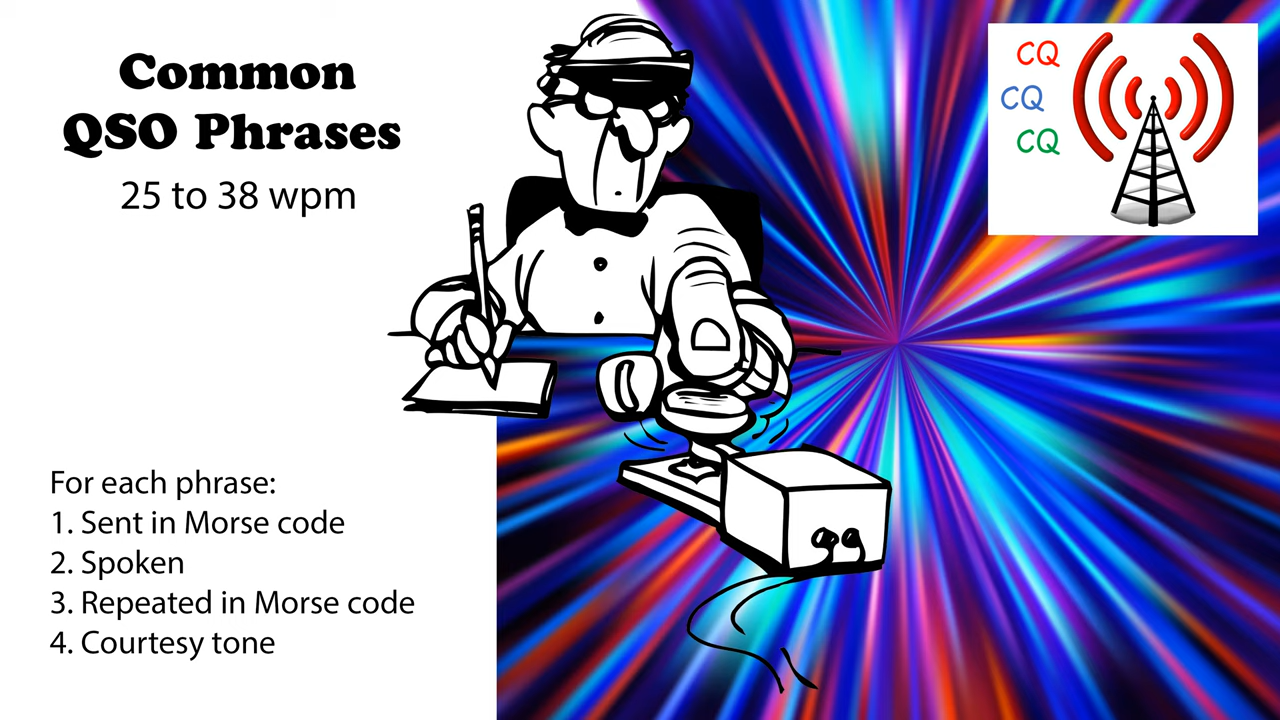 Common
QSO Phrases
25 to 38 wpm
CQ
CQ
CQ
For each phrase:
1. Sent in Morse code
2. Spoken
3. Repeated in Morse code
4. Courtesy tone